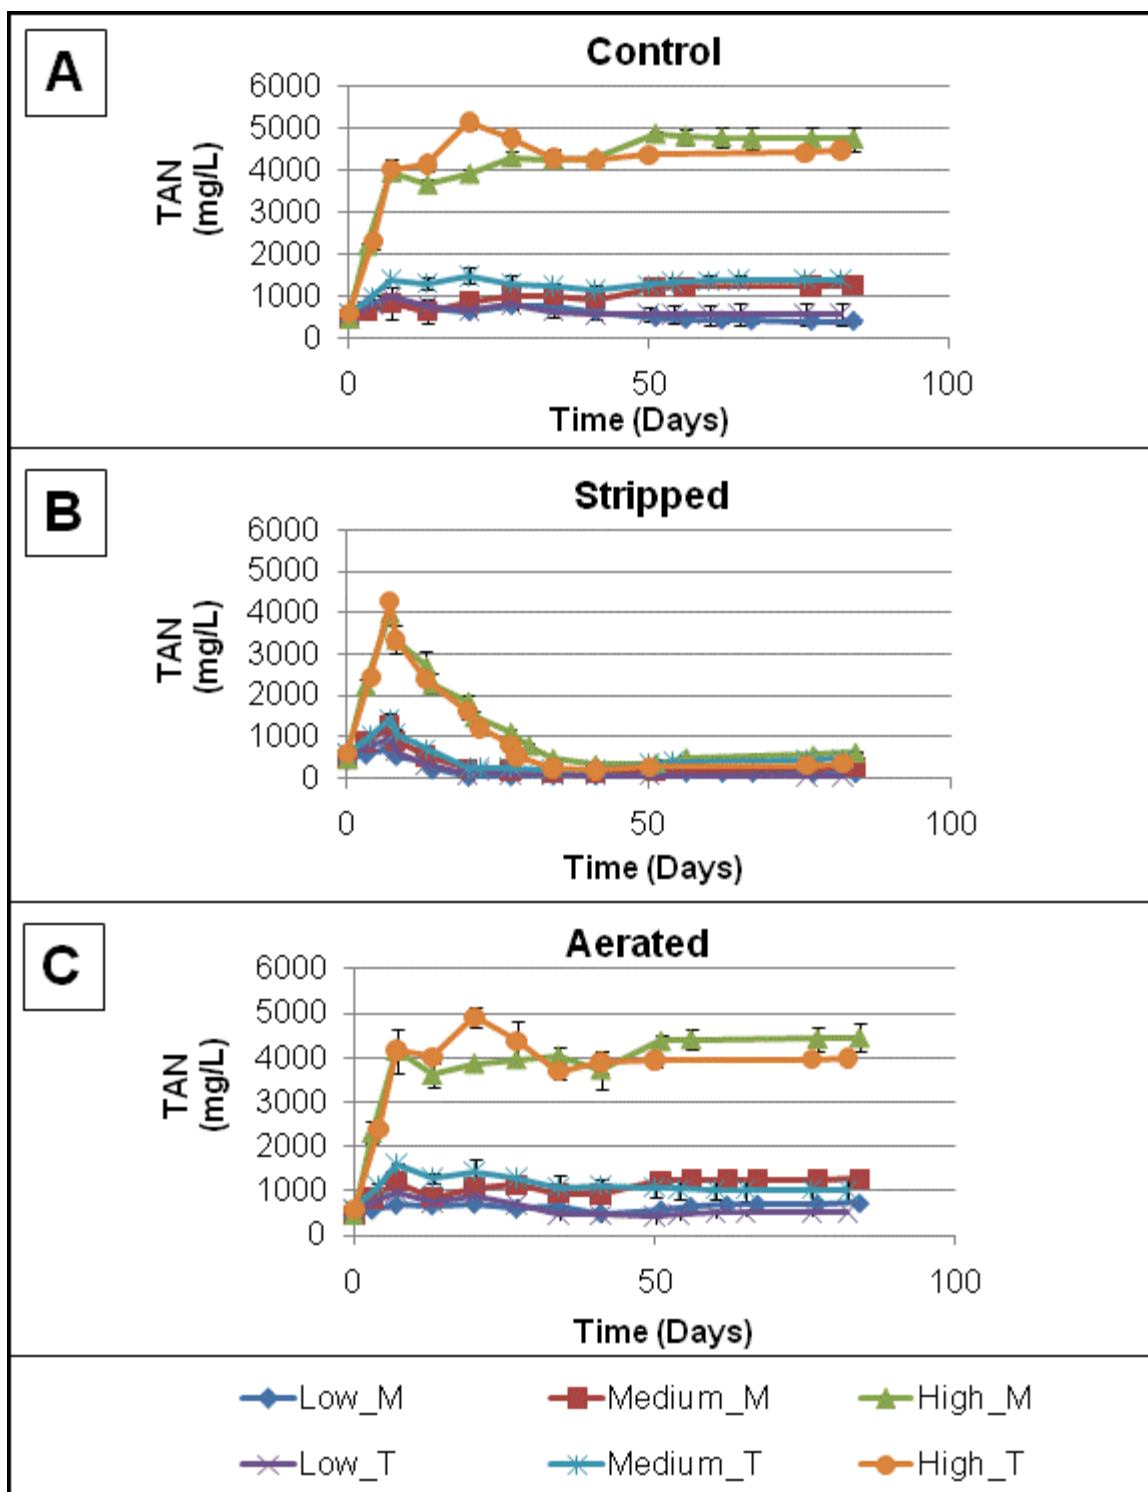 A
Control
TAN
(mg/L)
6000
5000
4000
3000
2000
1000
0
0 50 100
Time (Days)
B
Stripped
TAN
(mg/L)
6000
5000
4000
3000
2000
1000
0
0 50 100
Time (Days)
C
Aerated
TAN
(mg/L)
6000
5000
4000
3000
2000
1000
0
0 50 100
Time (Days)
Low_M Medium_M High_M
Low_T Medium_T High_T